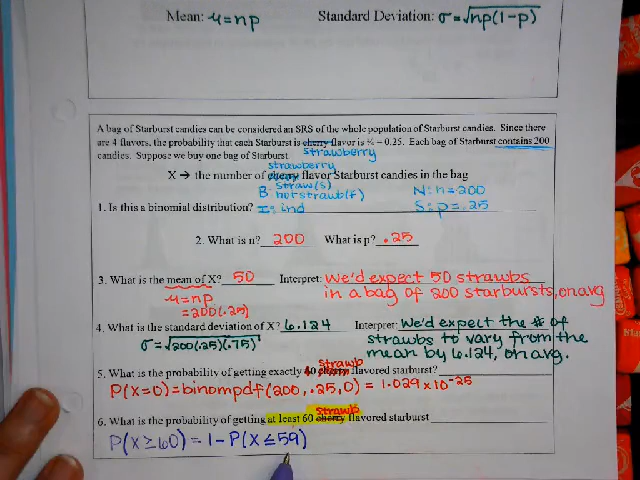 Mean: μ = np Standard Deviation: σ = √np(1-p)
A bag of Starburst candies can be considered an SRS of the whole population of Starburst candies. Since there
are 4 flavors, the probability that each Starburst is cherry flavor is ¼ = 0.25. Each bag of Starburst contains 200
strawberry
candies. Suppose we buy one bag of Starburst
strawberry
X → the number of cherry flavor Starburst candies in the bag
B: straw(S) N: n=200
not strawb(F)
1. Is this a binomial distribution? I: ind S: p=.25
2. What is n? 200 What is p? .25
3. What is the mean of X? 50 Interpret: We'd expect 50 strawbs
μ = np in a bag of 200 starbursts, on avg
=200(.25)
4. What is the standard deviation of X? 6.124 Interpret: We'd expect the # of
σ = √200(.25)(.75) strawbs to vary from the
mean by 6.124, on avg.
strawb
5. What is the probability of getting exactly cherry flavored starburst?
P(X=0) = binompdf(200, .25, 0) = 1.029 x 10^-25
strawb
6. What is the probability of getting at least 60 cherry flavored starburst
P(X≥60) = 1 - P(X≤59)